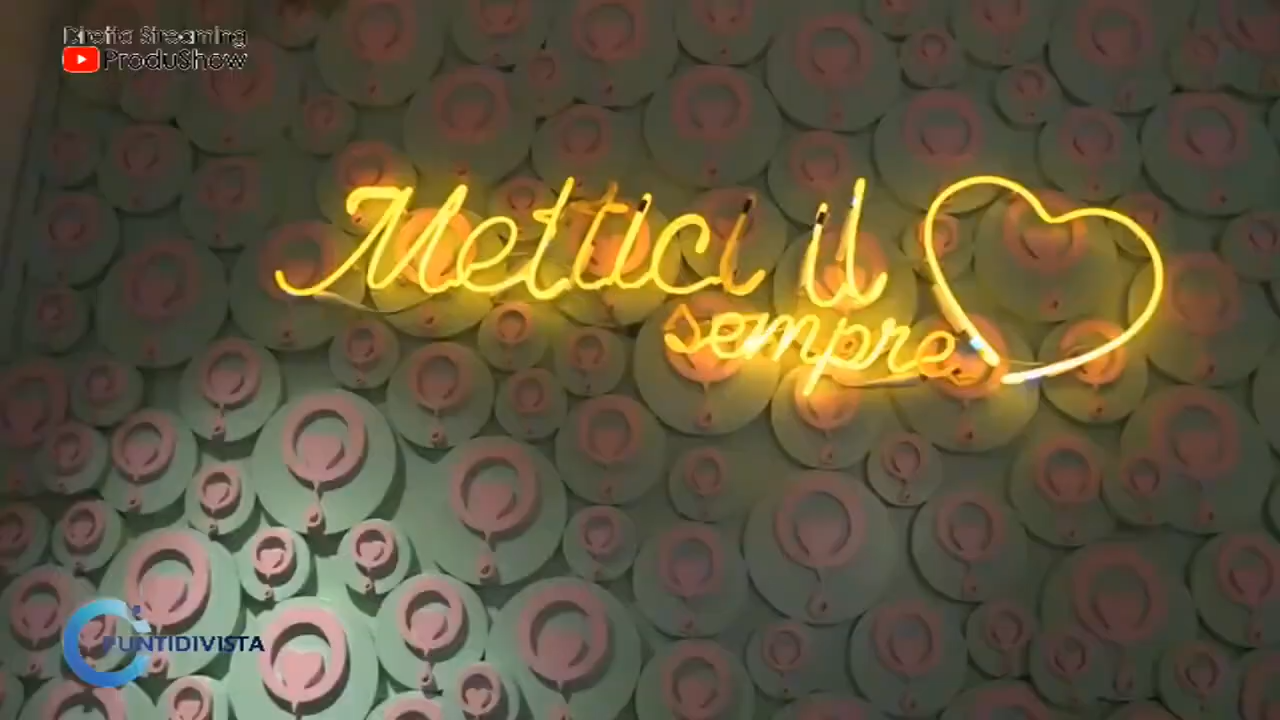 Diretta Streaming
ProduShow
Mettici il
sempre
PUNTIDIVISTA